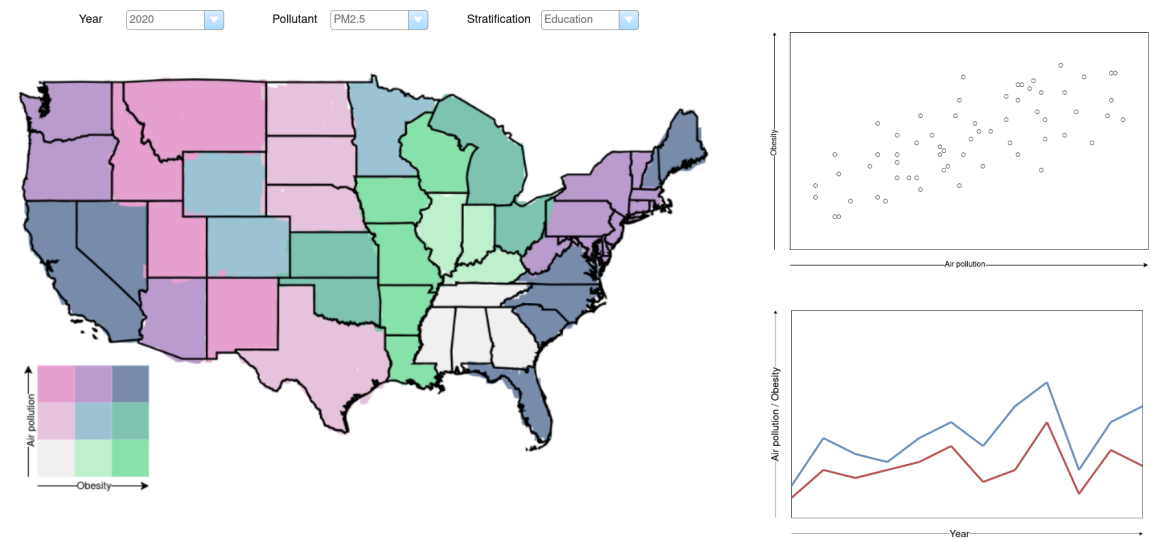 Year 2020 Pollutant PM2.5 Stratification Education
Air pollution
Obesity
Obesity
Air pollution
Air pollution / Obesity
Year